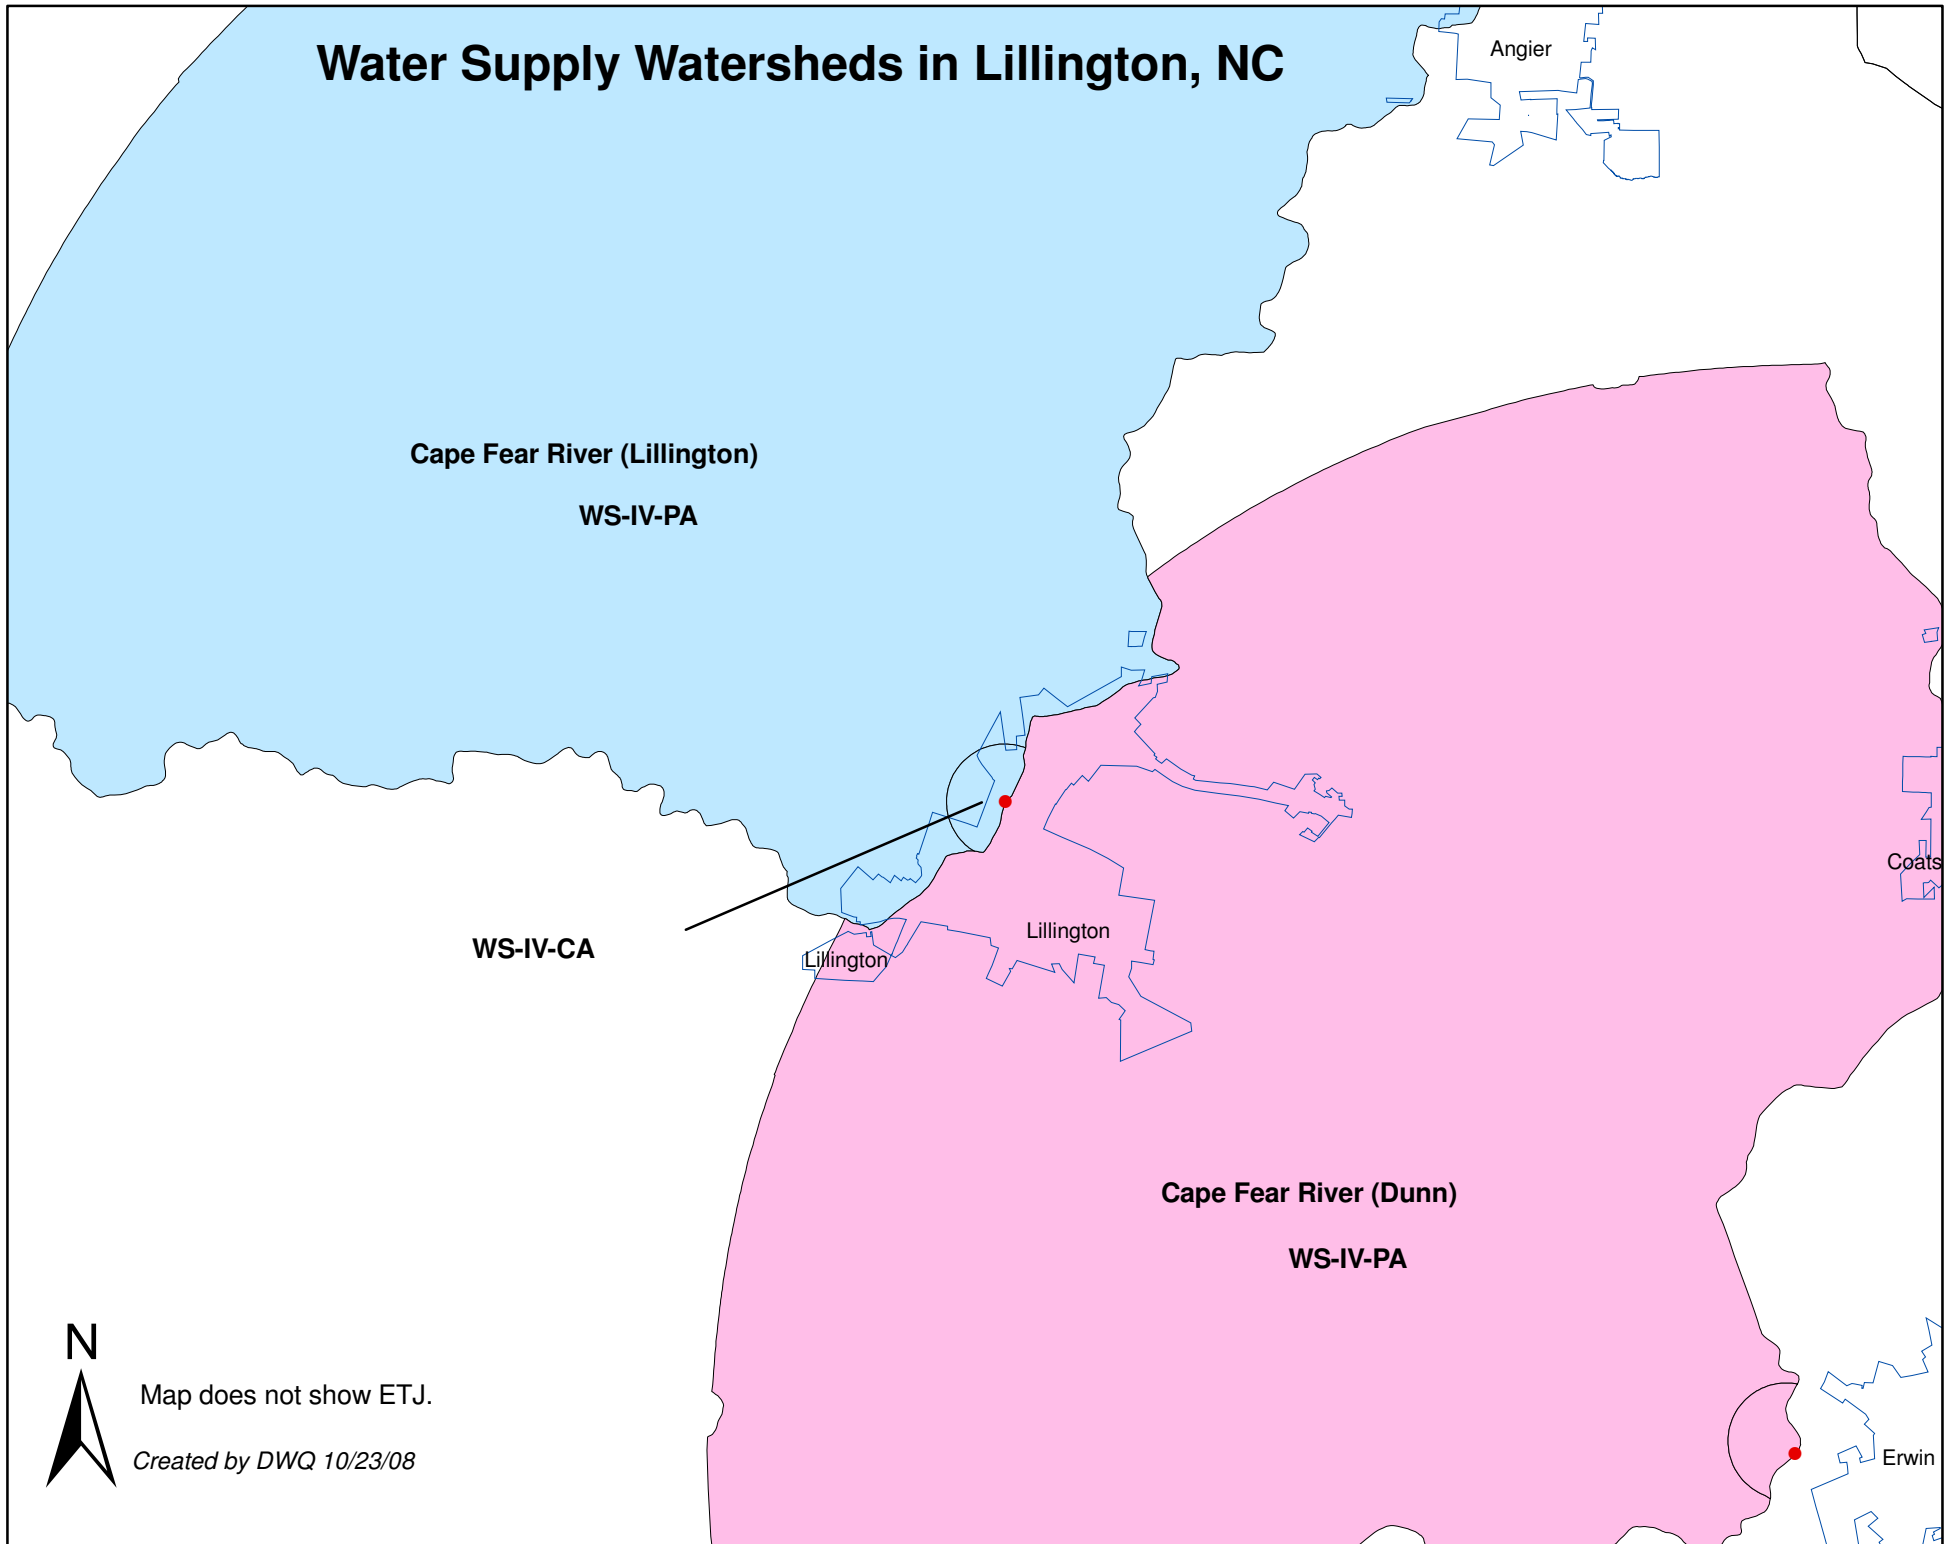 Water Supply Watersheds in Lillington, NC
Angier
Cape Fear River (Lillington)
WS-IV-PA
Coats
Lillington
WS-IV-CA
Lillington
Cape Fear River (Dunn)
WS-IV-PA
N
Map does not show ETJ.
Created by DWQ 10/23/08
Erwin